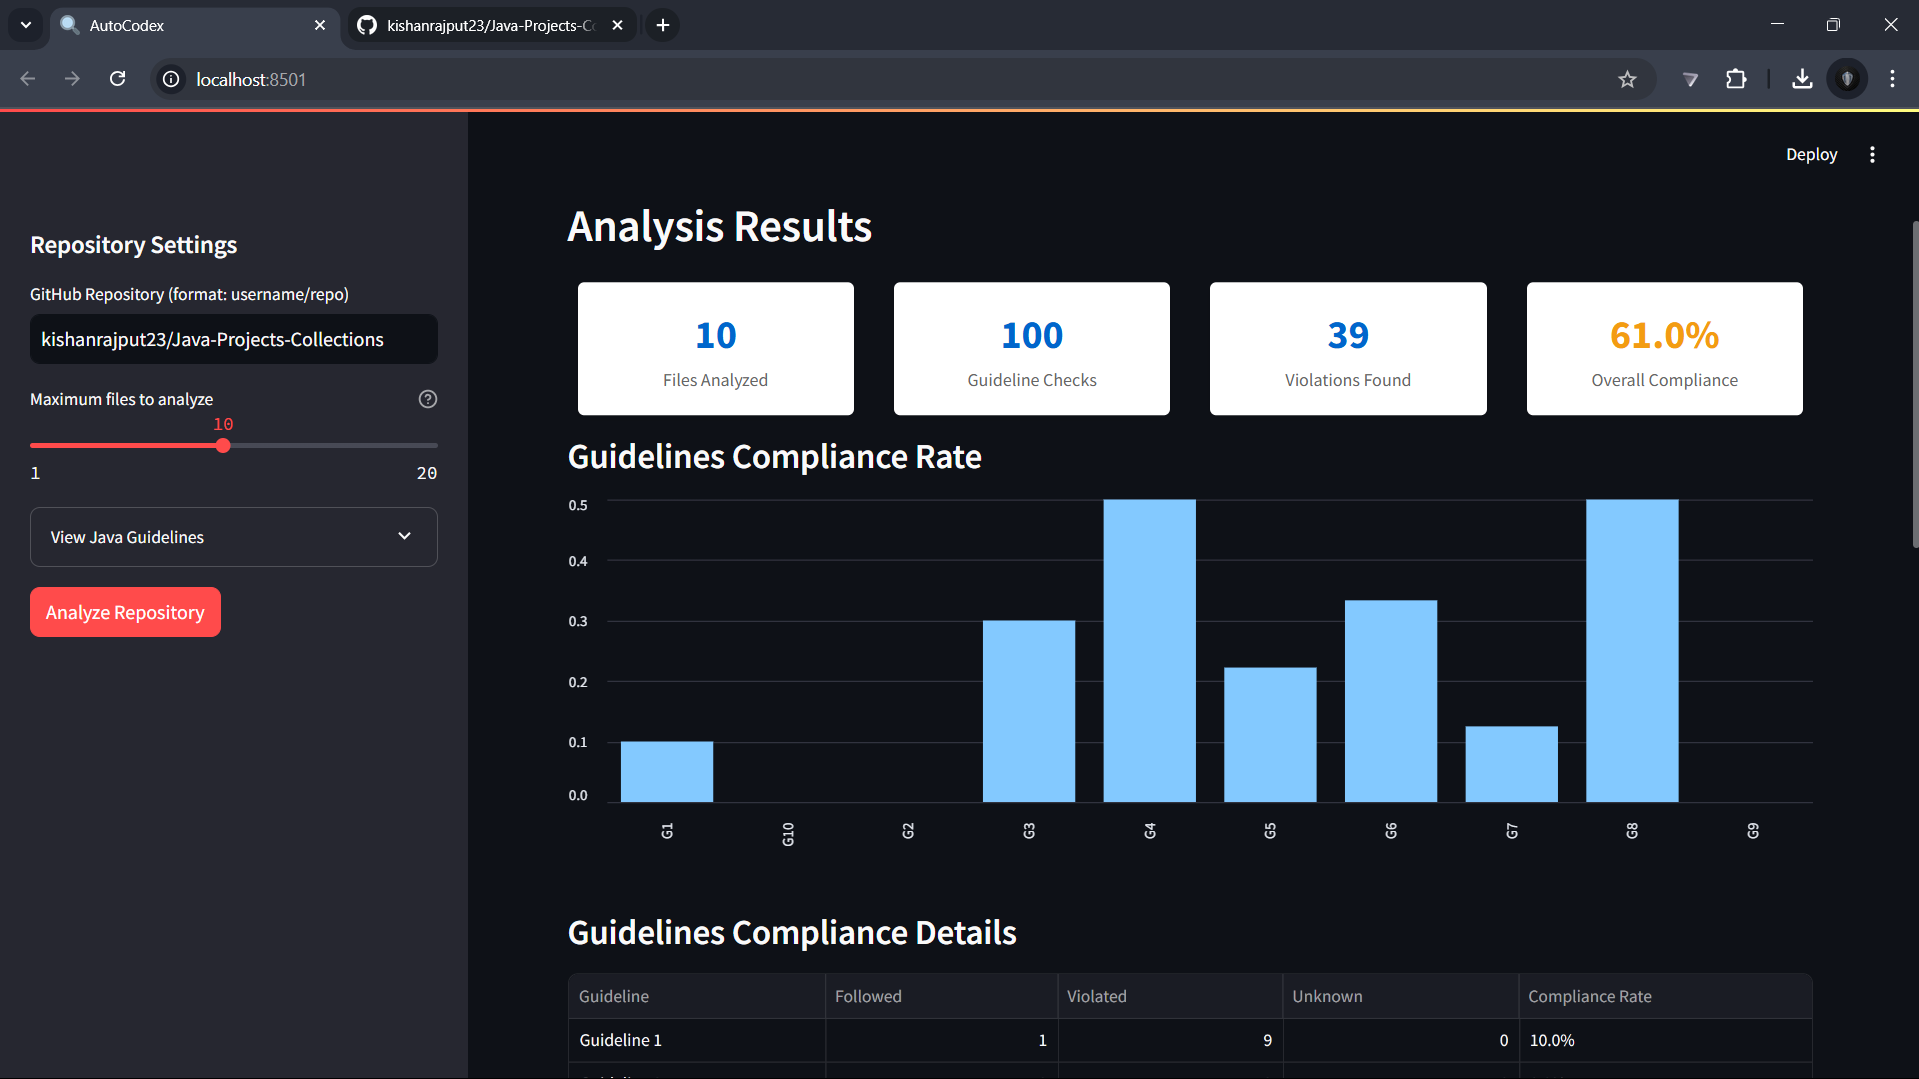 AutoCodex
kishanrajput23/Java-Projects-Co
localhost:8501
Deploy
Repository Settings
GitHub Repository (format: username/repo)
kishanrajput23/Java-Projects-Collections
Maximum files to analyze
10
1 20
View Java Guidelines
Analyze Repository
Analysis Results
10 100 39 61.0%
Files Analyzed Guideline Checks Violations Found Overall Compliance
Guidelines Compliance Rate
0.5
0.4
0.3
0.2
0.1
0.0
G1 G10 G2 G3 G4 G5 G6 G7 G8 G9
Guidelines Compliance Details
Guideline Followed Violated Unknown Compliance Rate
Guideline 1 1 9 0 10.0%